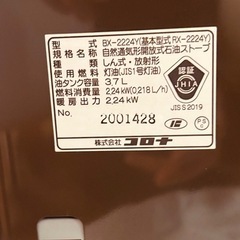 型式 BX-2224Y(基本型式 RX-2224Y)
種類 自然通気形開放式石油ストーブ
しん式・放射形
使用燃料 灯油(JIS1号灯油)
油タンク容量 3.7L
燃料消費量 2.24kW(0.218L/h)
暖房出力 2.24kW
No. 2001428
株式会社コロナ
認証
JHIA
JIS S 2019